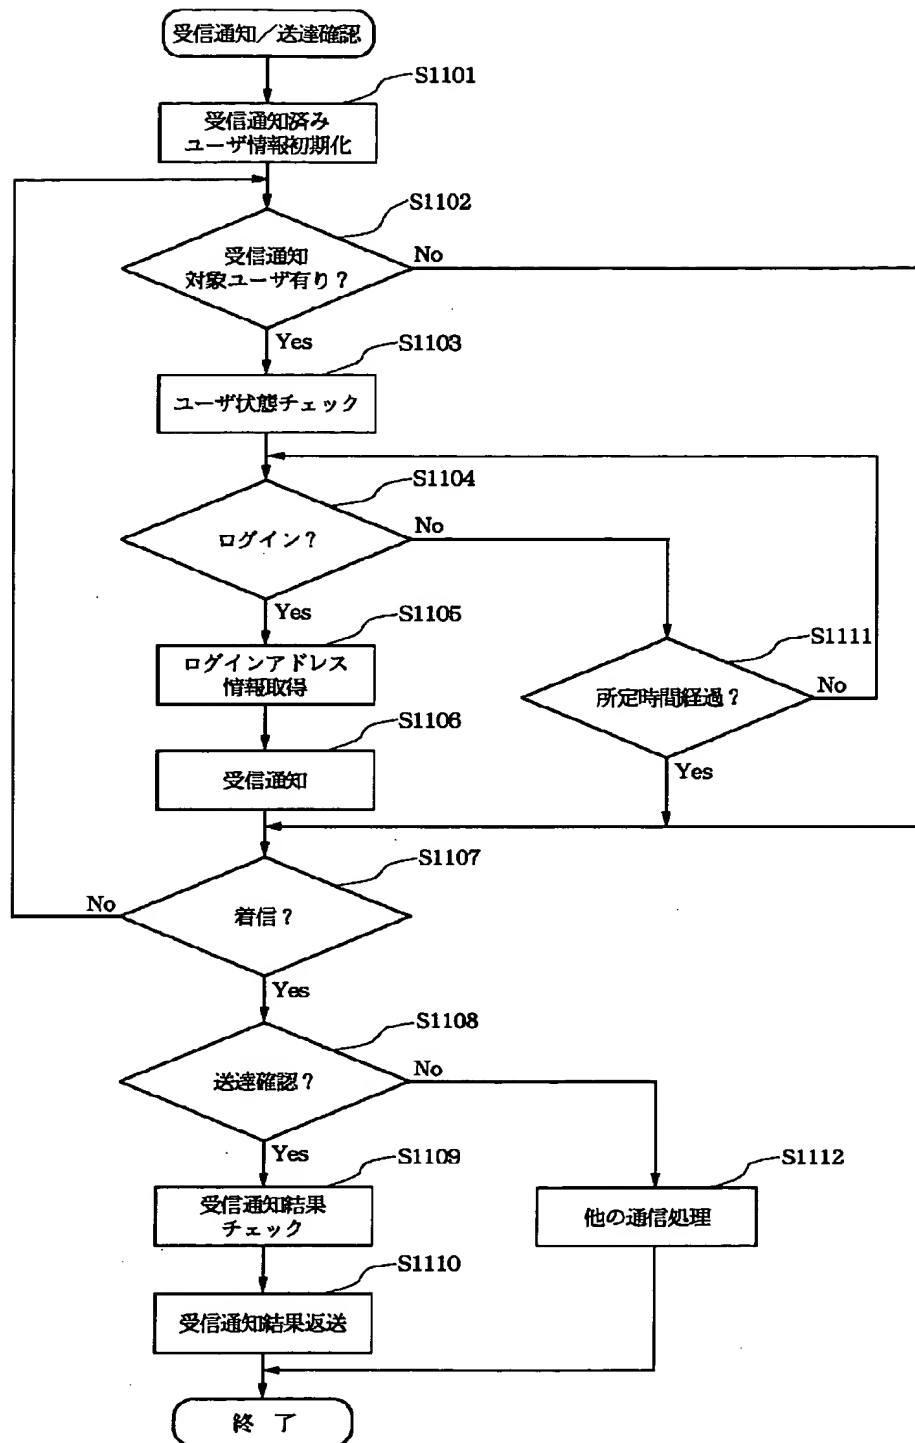 受信通知／送達確認
S1101
受信通知済み
ユーザ情報初期化
S1102
受信通知
対象ユーザ有り？
No
Yes
S1103
ユーザ状態チェック
S1104
ログイン？
No
Yes
S1105
ログインアドレス
情報取得
S1111
所定時間経過？
No
Yes
S1106
受信通知
S1107
着信？
No
Yes
S1108
送達確認？
No
Yes
S1109
受信通知結果
チェック
S1112
他の通信処理
S1110
受信通知結果返送
終 了